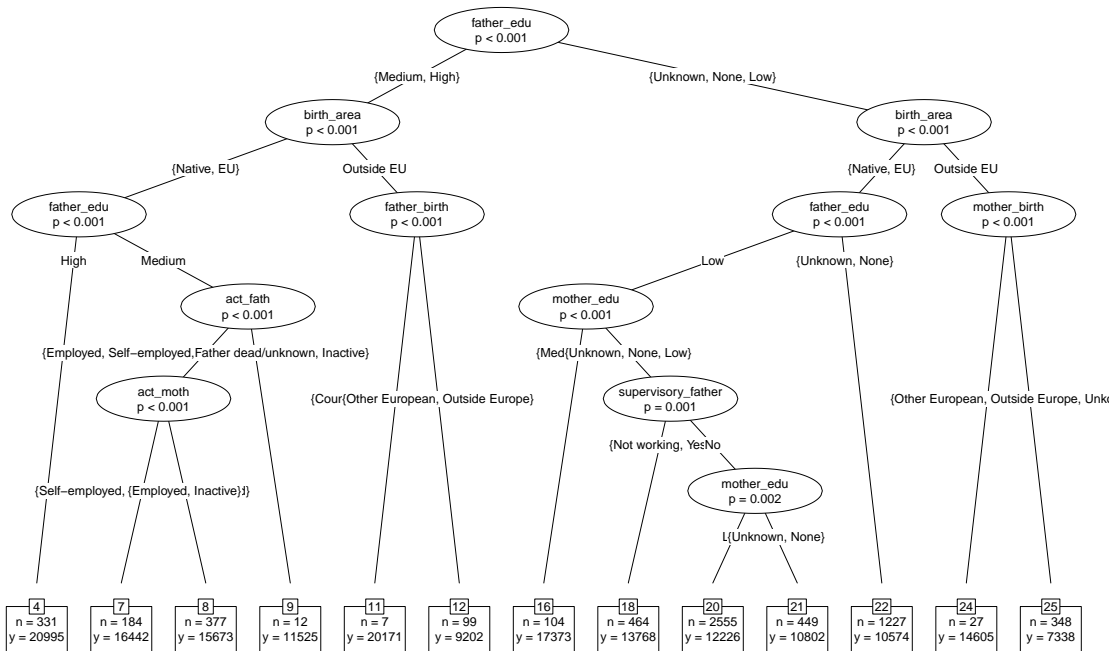 father_edu
p < 0.001
{Medium, High}
{Unknown, None, Low}
birth_area
p < 0.001
birth_area
p < 0.001
{Native, EU}
Outside EU
{Native, EU}
Outside EU
father_edu
p < 0.001
father_birth
p < 0.001
father_edu
p < 0.001
mother_birth
p < 0.001
High
Medium
Low
{Unknown, None}
act_fath
p < 0.001
mother_edu
p < 0.001
{Employed, Self−employed,
Father dead/unknown, Inactive}
{Unknown, None, Low}
act_moth
p < 0.001
{Other European, Outside Europe}
supervisory_father
p = 0.001
{Other European, Outside Europe,
{Not working, Yes
No
mother_edu
p = 0.002
{Self−employed,
{Employed, Inactive}
{Unknown, None}
4
7
8
9
11
12
16
18
20
21
22
24
25
n = 331
y = 20995
n = 184
y = 16442
n = 377
y = 15673
n = 12
y = 11525
n = 7
y = 20171
n = 99
y = 9202
n = 104
y = 17373
n = 464
y = 13768
n = 2555
y = 12226
n = 449
y = 10802
n = 1227
y = 10574
n = 27
y = 14605
n = 348
y = 7338